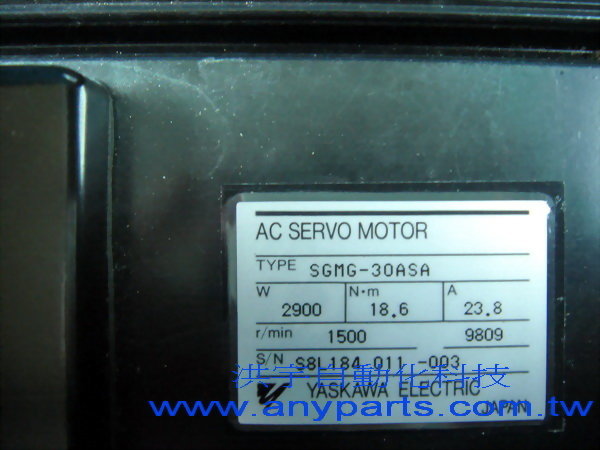 AC SERVO MOTOR
TYPE SGMG-30ASA
W N·m A
2900 18.6 23.8
r/min 1500 9809
S/N S8L184 011 -003
洪宇自動化科技
YASKAWA ELECTRIC
JAPAN
www.anyparts.com.tw